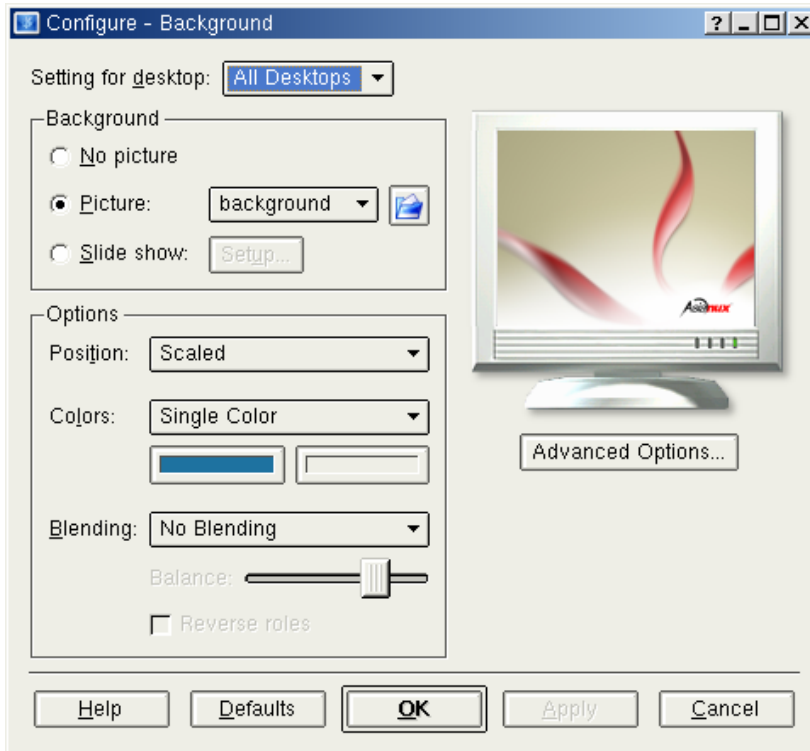 Configure - Background
Setting for desktop: All Desktops
Background
No picture
Picture: background
Slide show: Setup...
Options
Position: Scaled
Colors: Single Color
Blending: No Blending
Balance:
Reverse roles
Asianux
Advanced Options...
Help Defaults OK Apply Cancel